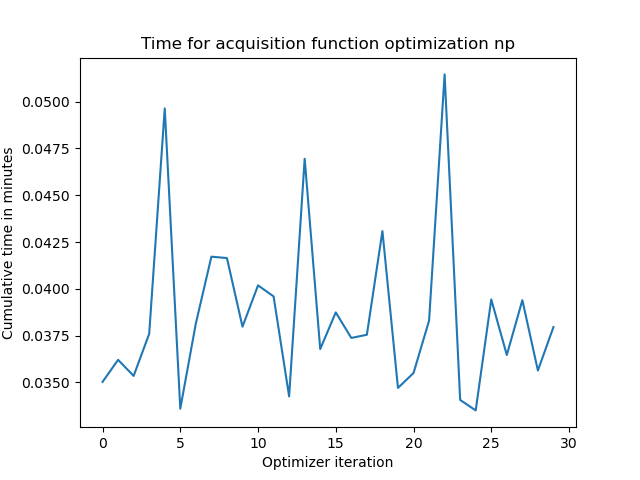 Time for acquisition function optimization np
0.0500
0.0475
0.0450
0.0425
0.0400
0.0375
0.0350
Cumulative time in minutes
0 5 10 15 20 25 30
Optimizer iteration